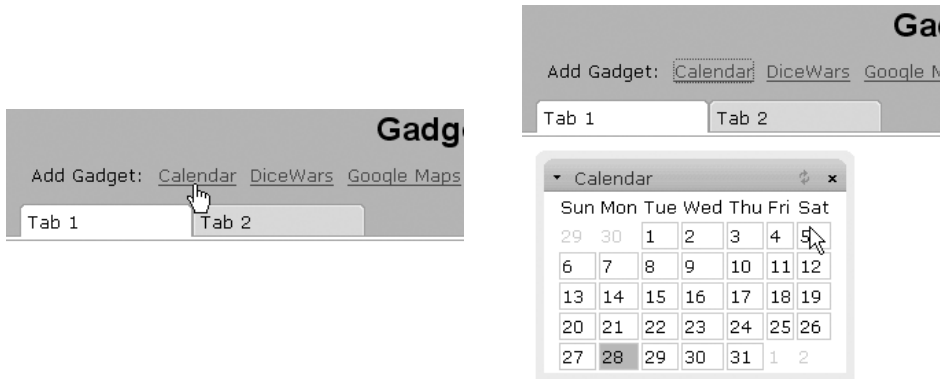 Gadg
Add Gadget: Calendar DiceWars Google Maps
Tab 1 Tab 2
Ga
Add Gadget: Calendar DiceWars Google M
Tab 1 Tab 2
Calendar
Sun Mon Tue Wed Thu Fri Sat
29 30 1 2 3 4 5
6 7 8 9 10 11 12
13 14 15 16 17 18 19
20 21 22 23 24 25 26
27 28 29 30 31 1 2